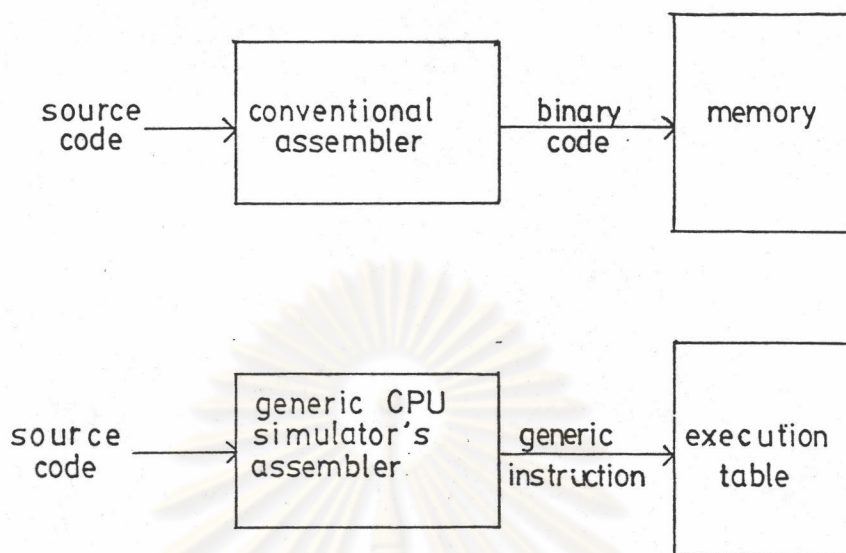 source
code
conventional
assembler
binary
code
memory
source
code
generic CPU
simulator's
assembler
generic
instruction
execution
table